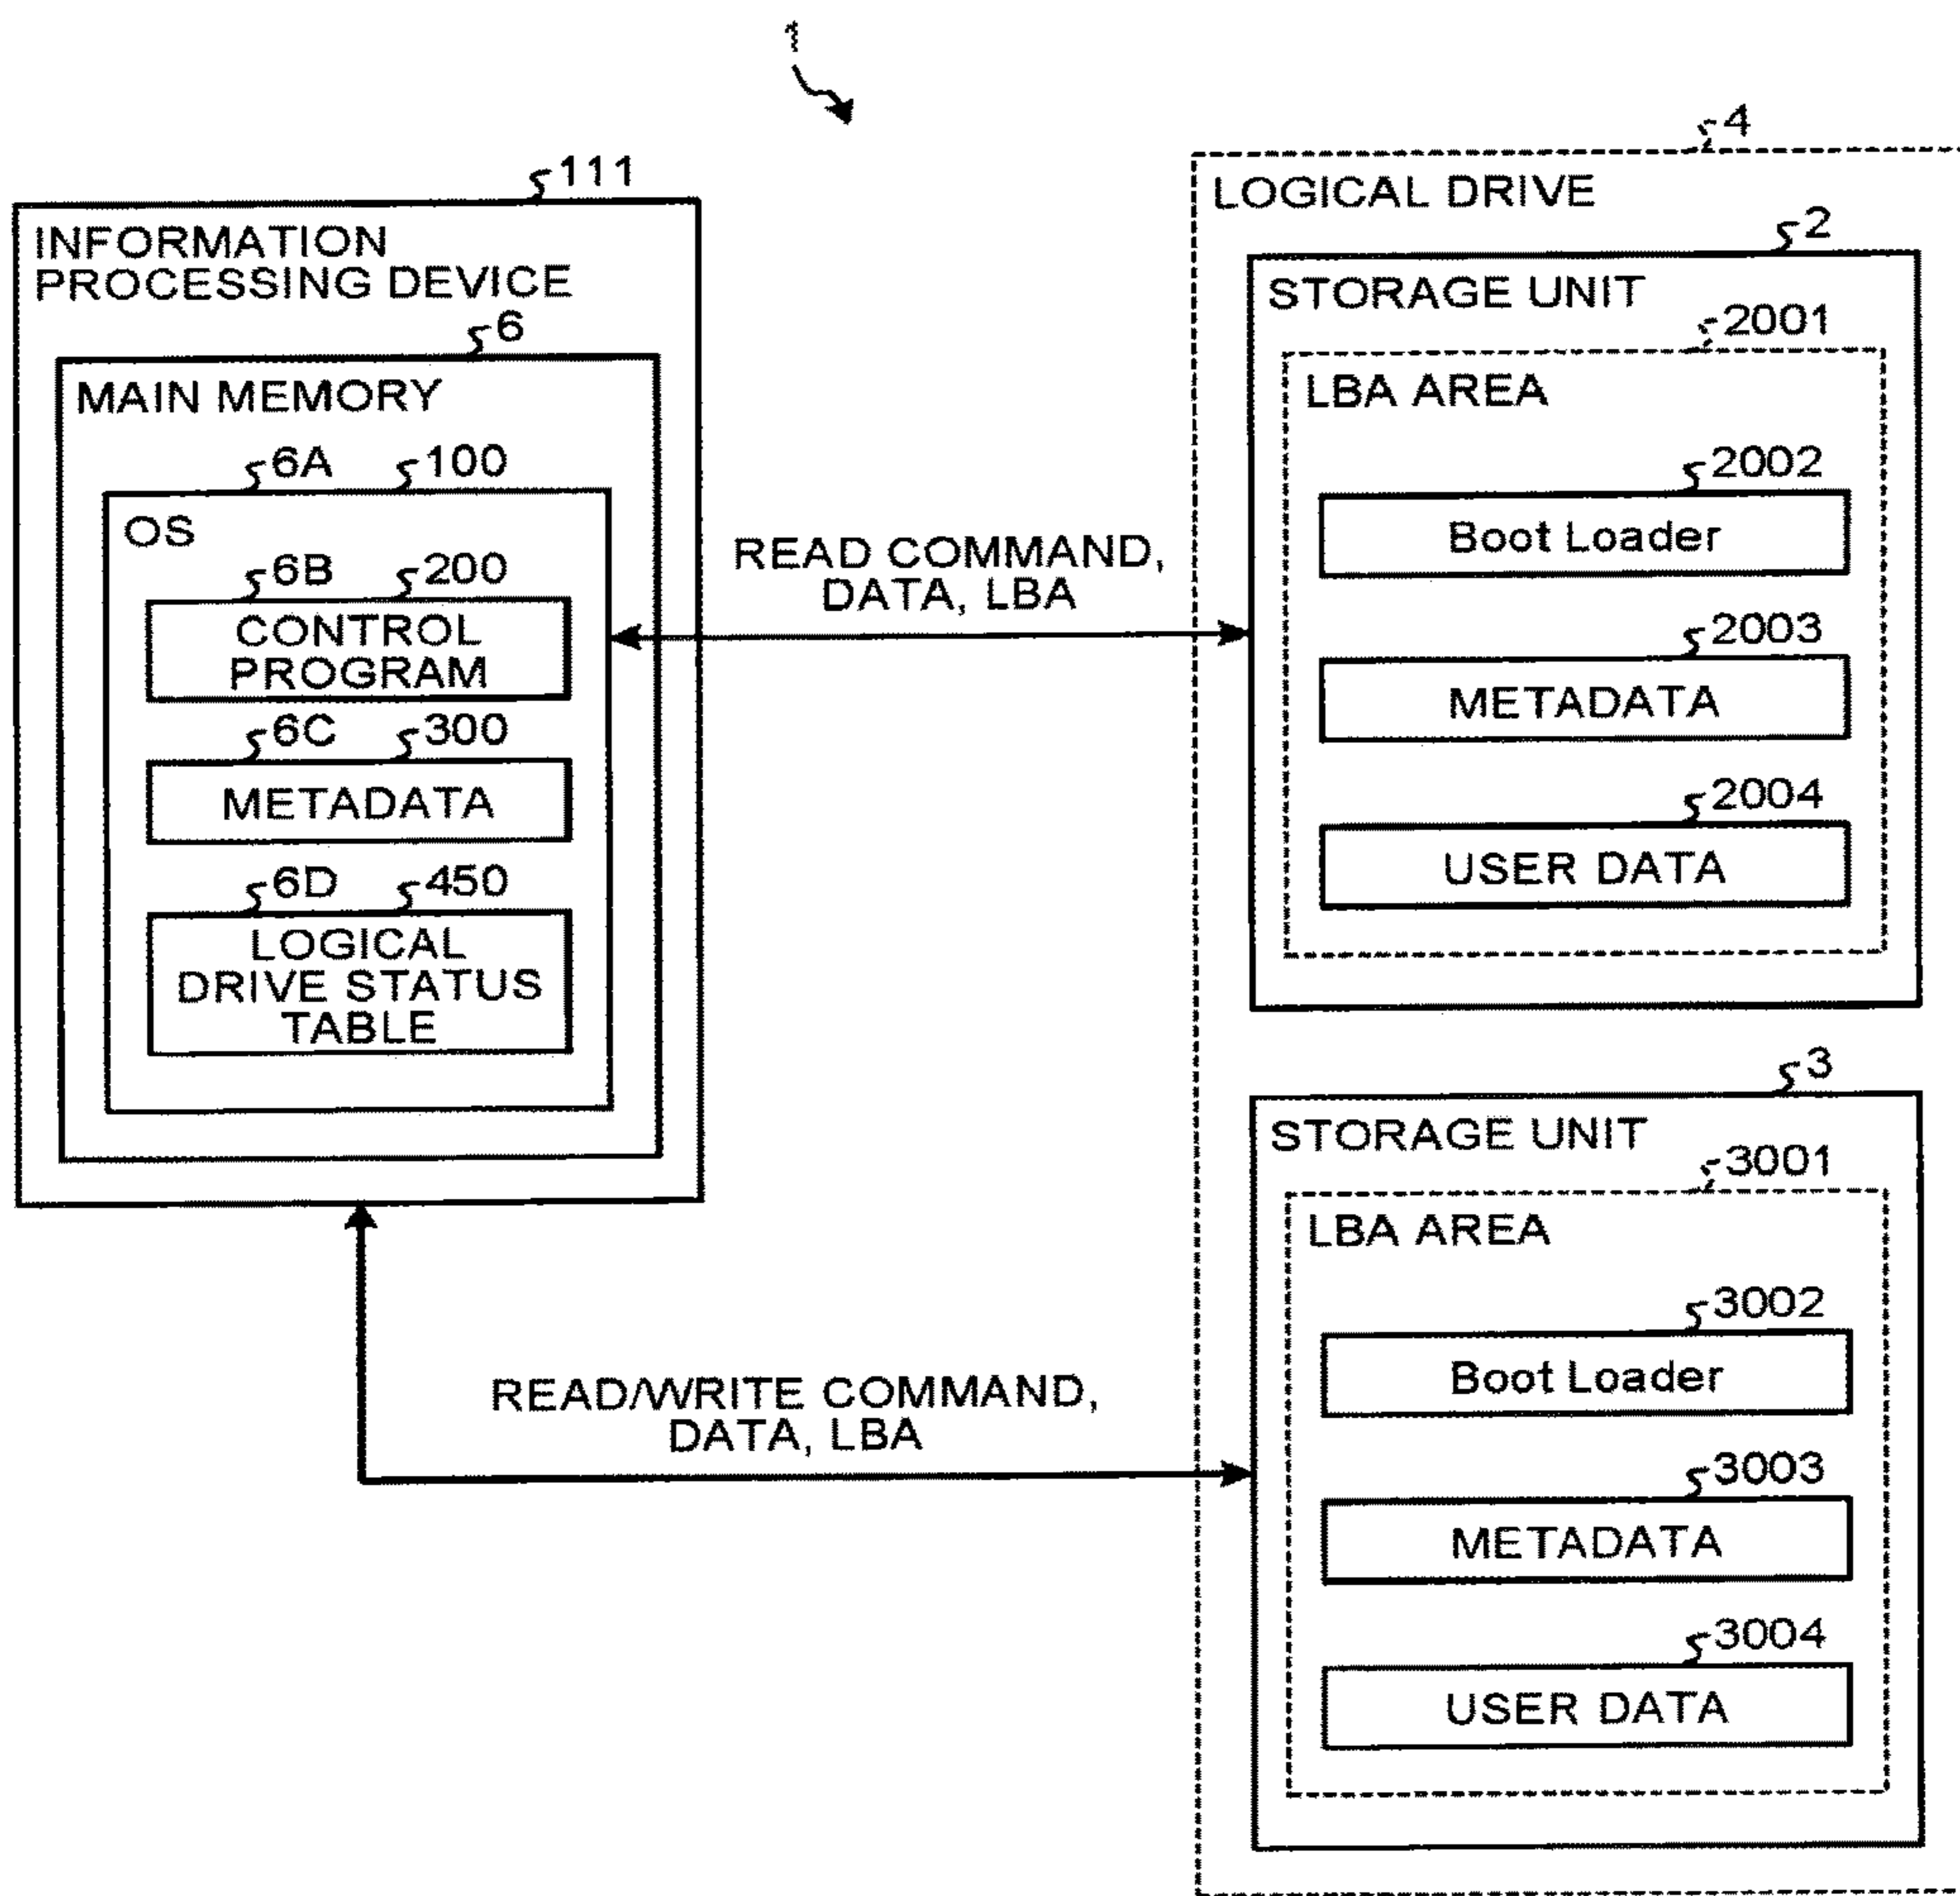 1
111
INFORMATION
PROCESSING DEVICE
6
MAIN MEMORY
6A 100
OS
6B 200
CONTROL
PROGRAM
6C 300
METADATA
6D 450
LOGICAL
DRIVE STATUS
TABLE
READ COMMAND,
DATA, LBA
READ/WRITE COMMAND,
DATA, LBA
4
LOGICAL DRIVE
2
STORAGE UNIT
2001
LBA AREA
2002
Boot Loader
2003
METADATA
2004
USER DATA
3
STORAGE UNIT
3001
LBA AREA
3002
Boot Loader
3003
METADATA
3004
USER DATA